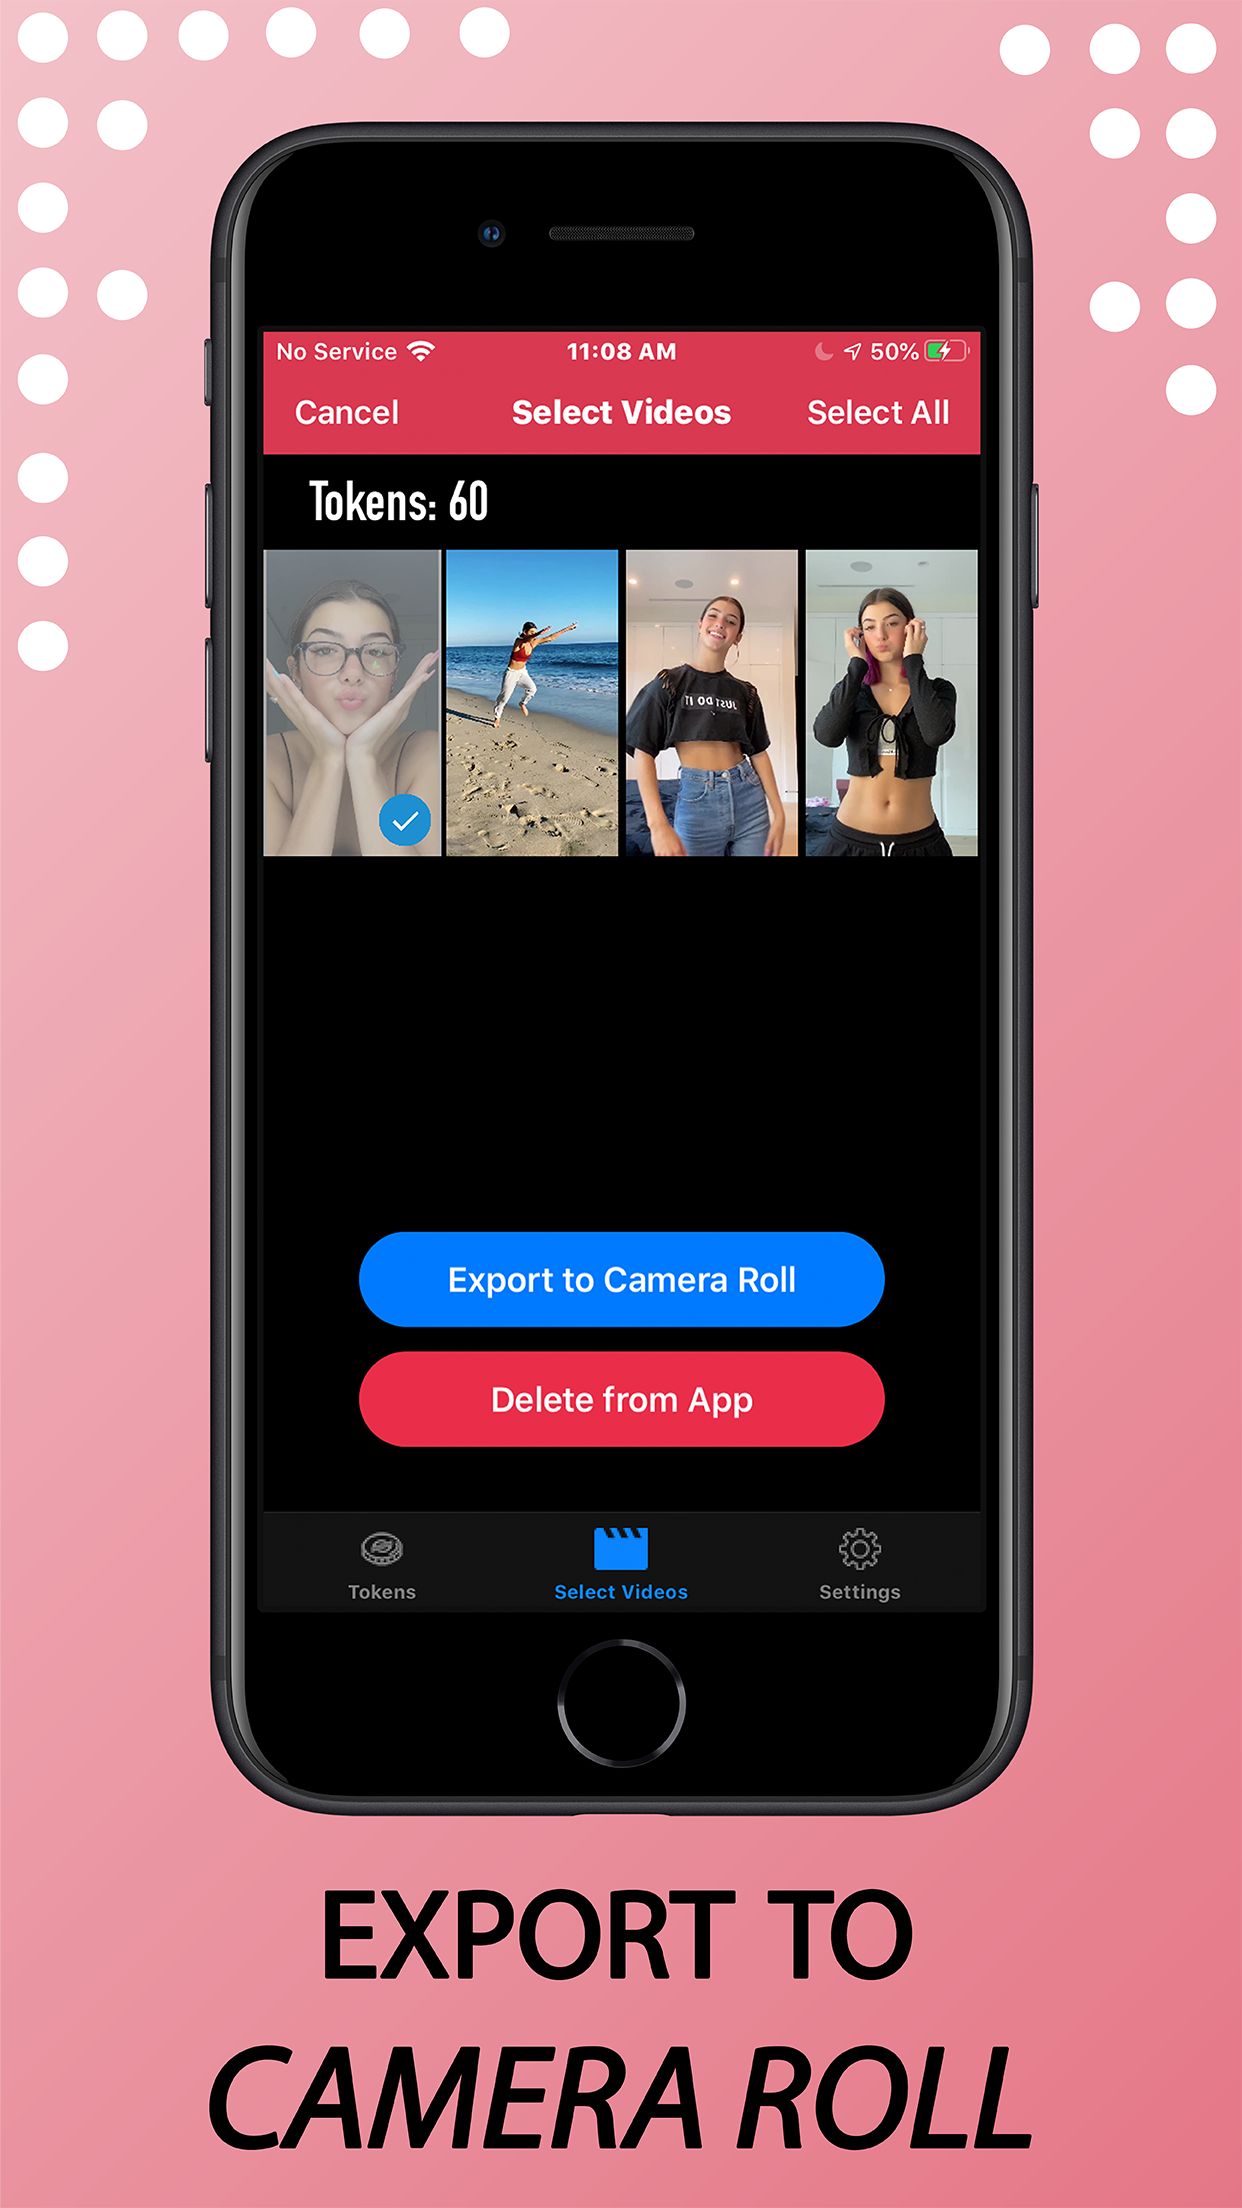 No Service 11:08 AM 50%
Cancel Select Videos Select All
Tokens: 60
JUST DO IT
Export to Camera Roll
Delete from App
Tokens Select Videos Settings
EXPORT TO
CAMERA ROLL